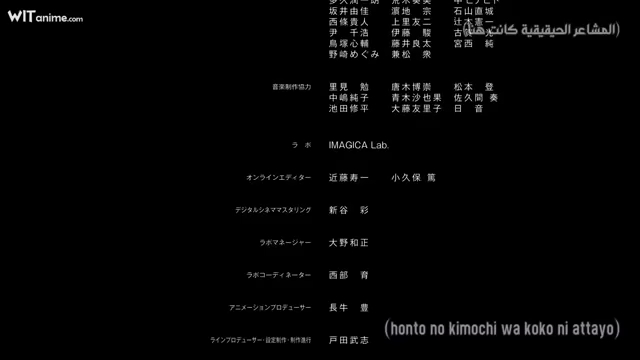 WITanime.com
坂井由佳 濱地 宗 石山直城
西條貴人 上里友二 辻本憲一
尹 千浩 伊藤 駿
(المشاعر الحقيقية كانت هنا)
鳥塚心輔 藤井良太 宮西 純
野崎めぐみ 兼松 衆
音楽制作協力 里見 勉 唐木博崇 松本 登
中嶋純子 青木沙也果 佐久間 奏
池田修平 大藤友里子 日 音
ラボ IMAGICA Lab.
オンラインエディター 近藤寿一 小久保 篤
デジタルシネママスタリング 新谷 彩
ラボマネージャー 大野和正
ラボコーディネーター 西部 育
アニメーションプロデューサー 長牛 豊
(honto no kimochi wa koko ni attayo)
ラインプロデューサー・設定制作・制作進行 戸田武志